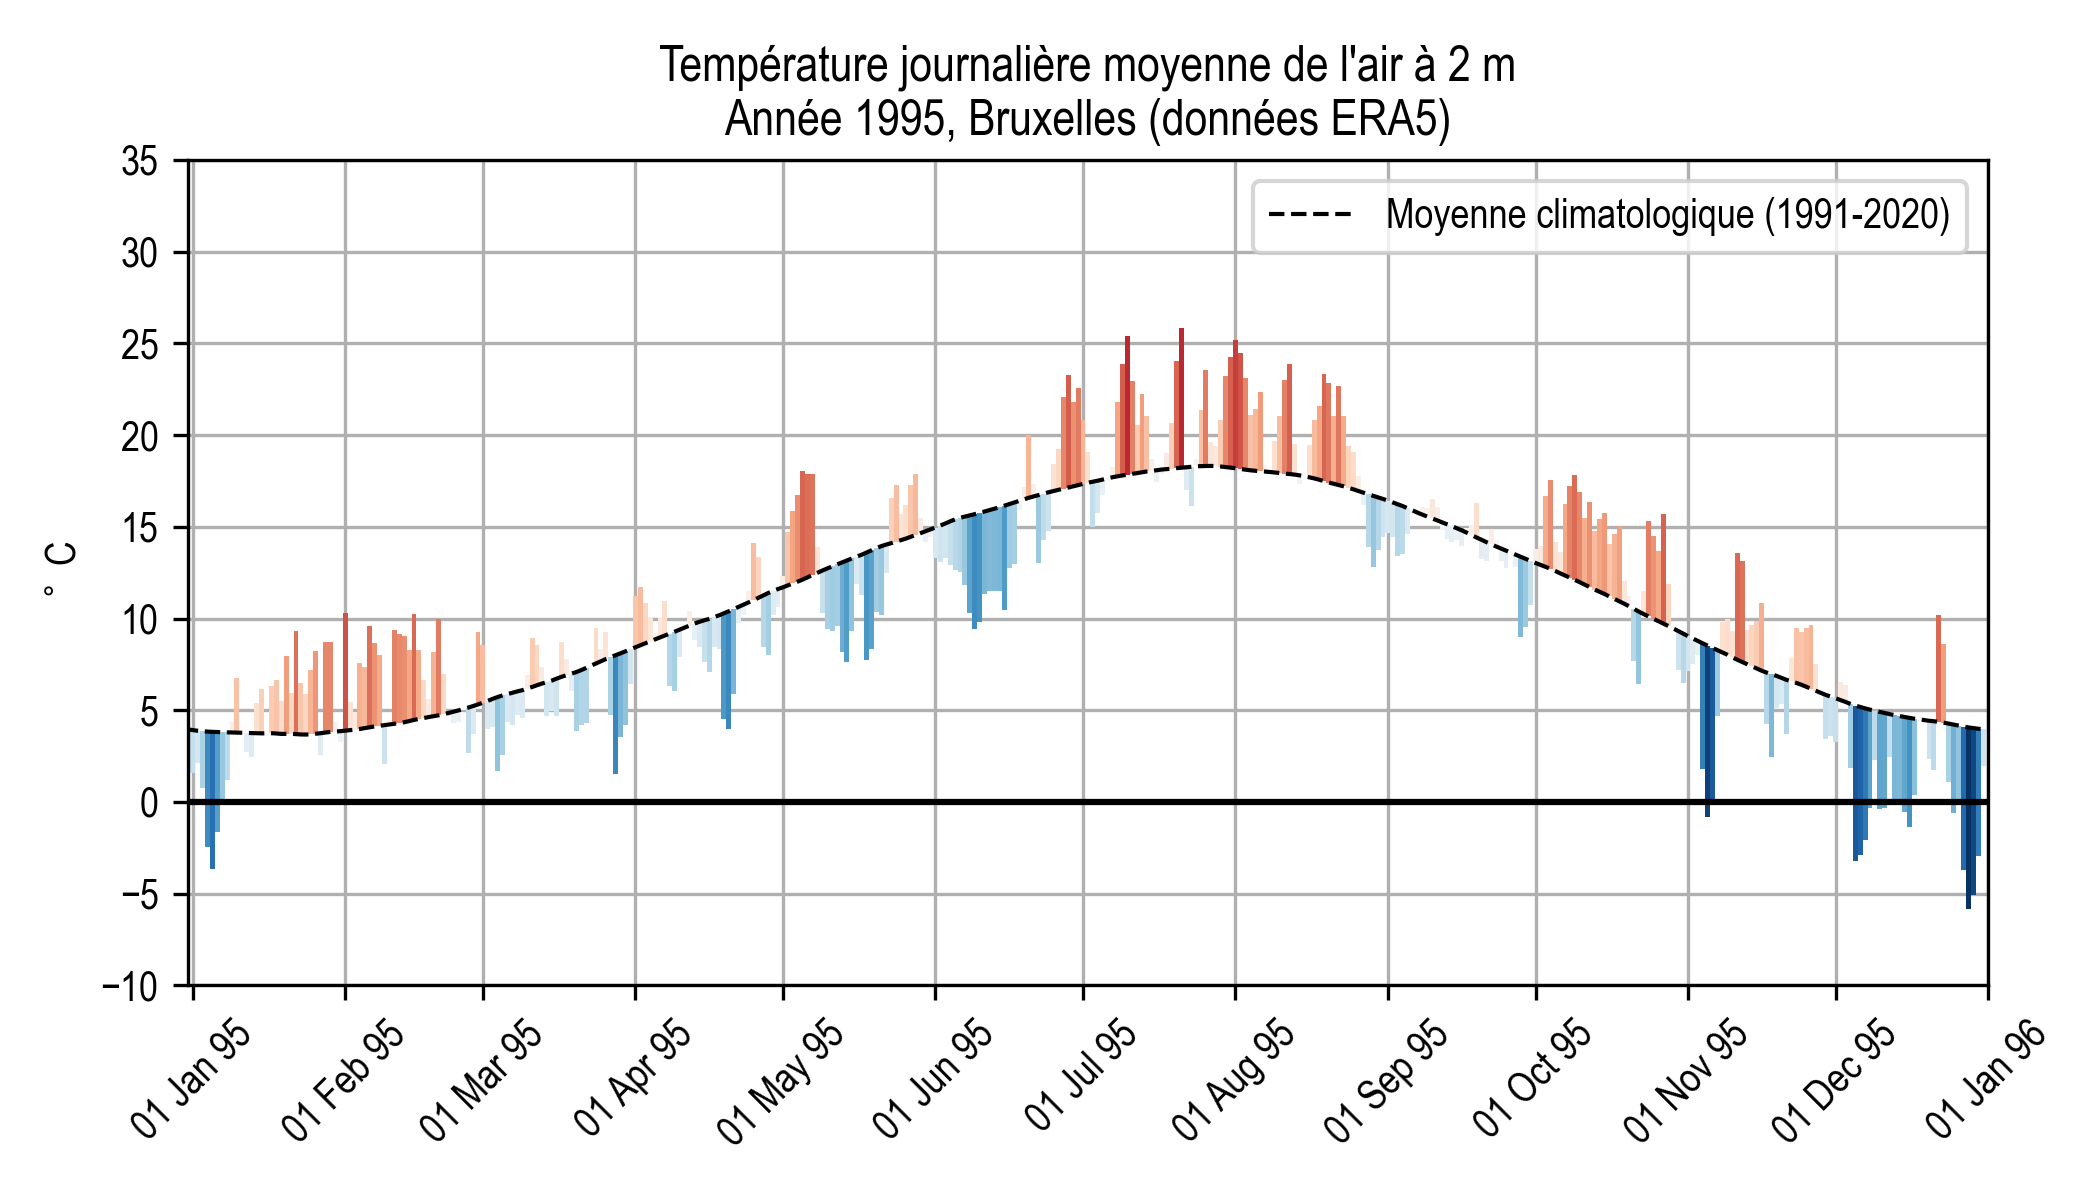 Température journalière moyenne de l'air à 2 m
Année 1995, Bruxelles (données ERA5)
Moyenne climatologique (1991-2020)
° C
35
30
25
20
15
10
5
0
−5
−10
01 Jan 95
01 Feb 95
01 Mar 95
01 Apr 95
01 May 95
01 Jun 95
01 Jul 95
01 Aug 95
01 Sep 95
01 Oct 95
01 Nov 95
01 Dec 95
01 Jan 96